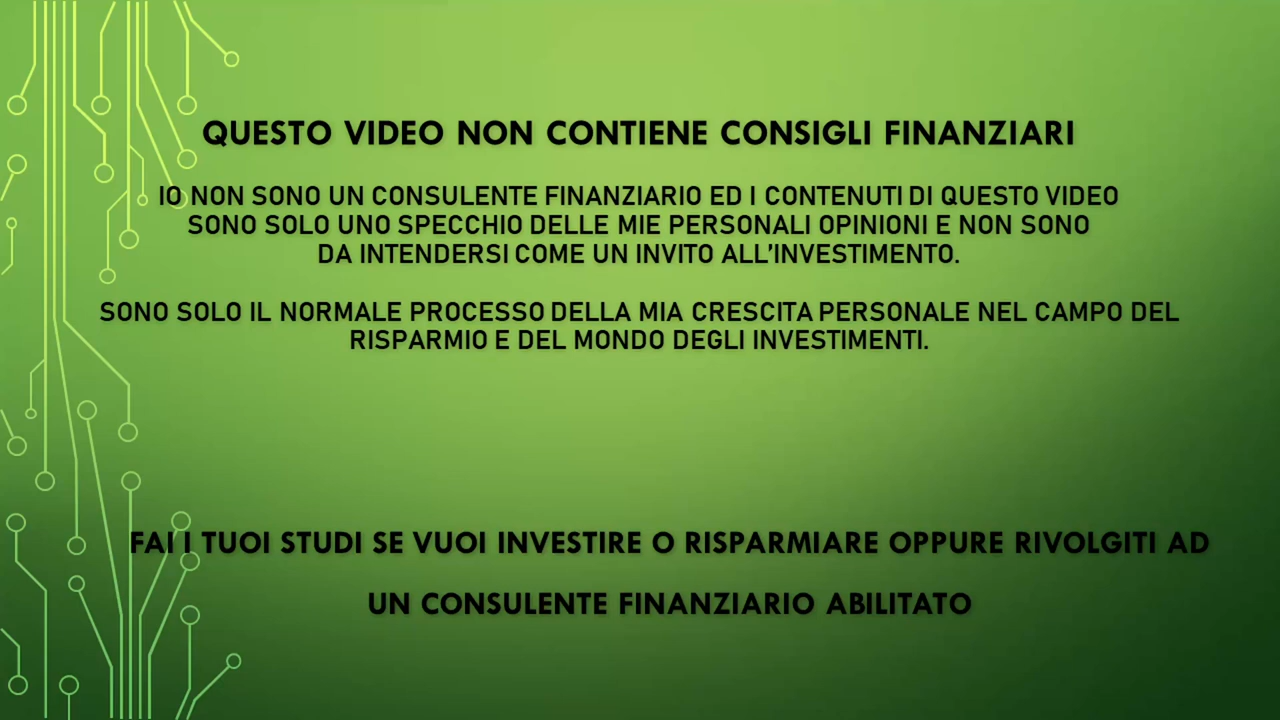 QUESTO VIDEO NON CONTIENE CONSIGLI FINANZIARI
IO NON SONO UN CONSULENTE FINANZIARIO ED I CONTENUTI DI QUESTO VIDEO
SONO SOLO UNO SPECCHIO DELLE MIE PERSONALI OPINIONI E NON SONO
DA INTENDERSI COME UN INVITO ALL'INVESTIMENTO.
SONO SOLO IL NORMALE PROCESSO DELLA MIA CRESCITA PERSONALE NEL CAMPO DEL
RISPARMIO E DEL MONDO DEGLI INVESTIMENTI.
FAI I TUOI STUDI SE VUOI INVESTIRE O RISPARMIARE OPPURE RIVOLGITI AD
UN CONSULENTE FINANZIARIO ABILITATO